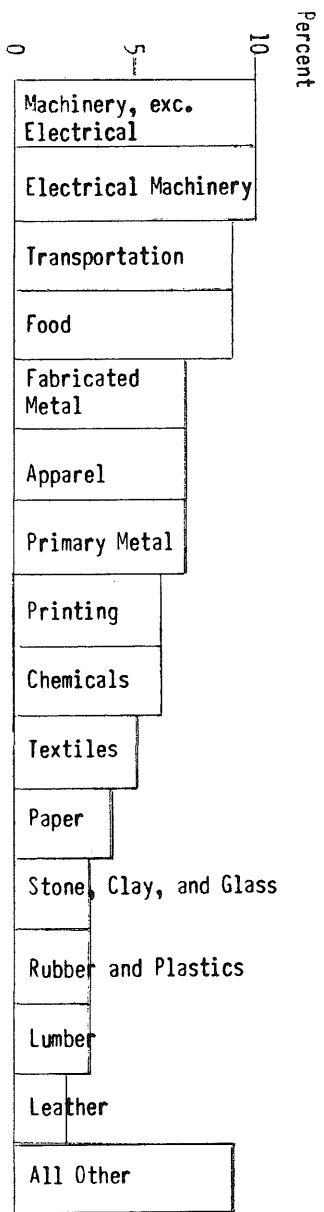 Percent
0
5
10
Machinery, exc.
Electrical
Electrical Machinery
Transportation
Food
Fabricated
Metal
Apparel
Primary Metal
Printing
Chemicals
Textiles
Paper
Stone, Clay, and Glass
Rubber and Plastics
Lumber
Leather
All Other